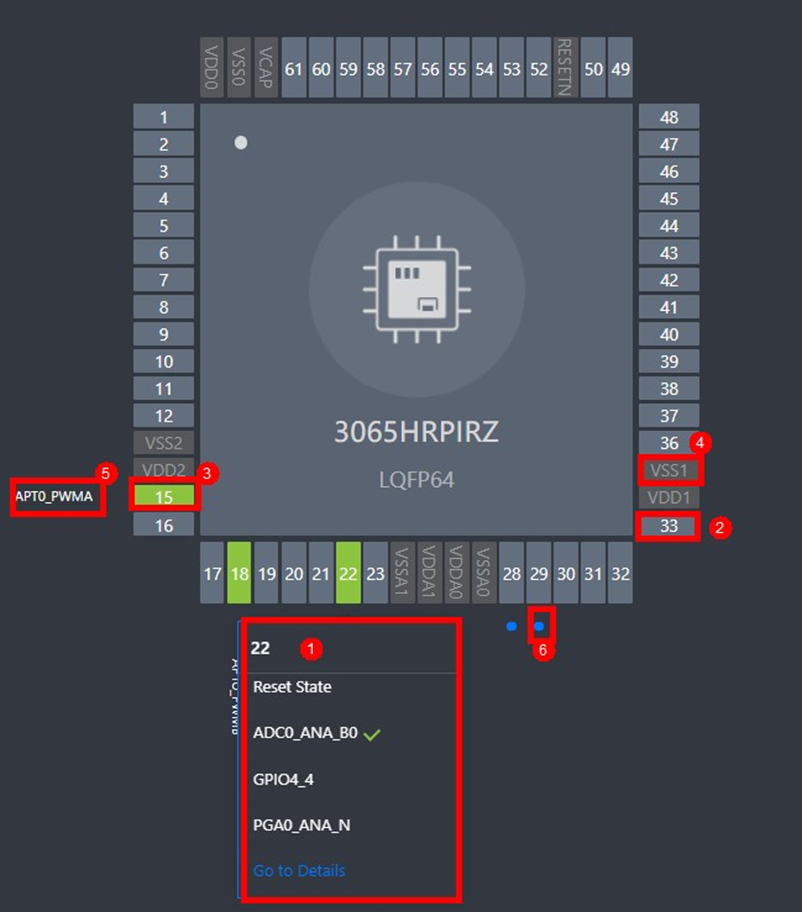 VDD0 VSS0 VCAP 61 60 59 58 57 56 55 54 53 52 RESETN 50 49
1 48
2 47
3 46
4 45
5 44
6 43
7 42
8 41
9 40
10 39
11 38
12 37
3065HRPIRZ
VSS2 36 4
5 VDD2 3 LQFP64 VSS1
APT0_PWMA 15 VDD1
16 33 2
17 18 19 20 21 22 23 VSSA1 VDDA1 VDDA0 VSSA0 28 29 30 31 32
22 1 6
Reset State
ADC0_ANA_B0
GPIO4_4
PGA0_ANA_N
Go to Details